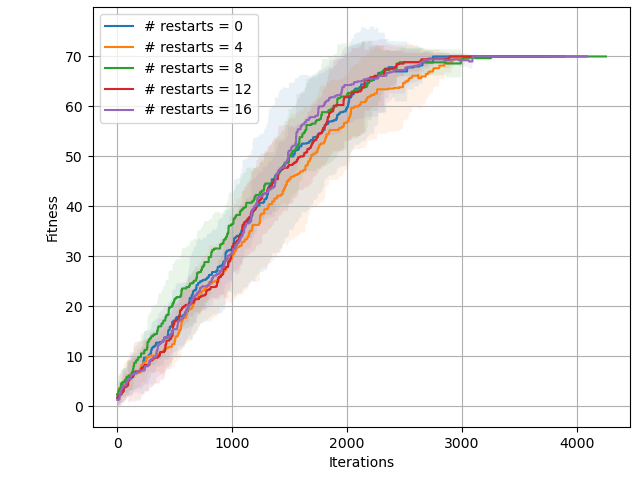 # restarts = 0
# restarts = 4
# restarts = 8
# restarts = 12
# restarts = 16
70
60
50
40
30
20
10
0
Fitness
0 1000 2000 3000 4000
Iterations